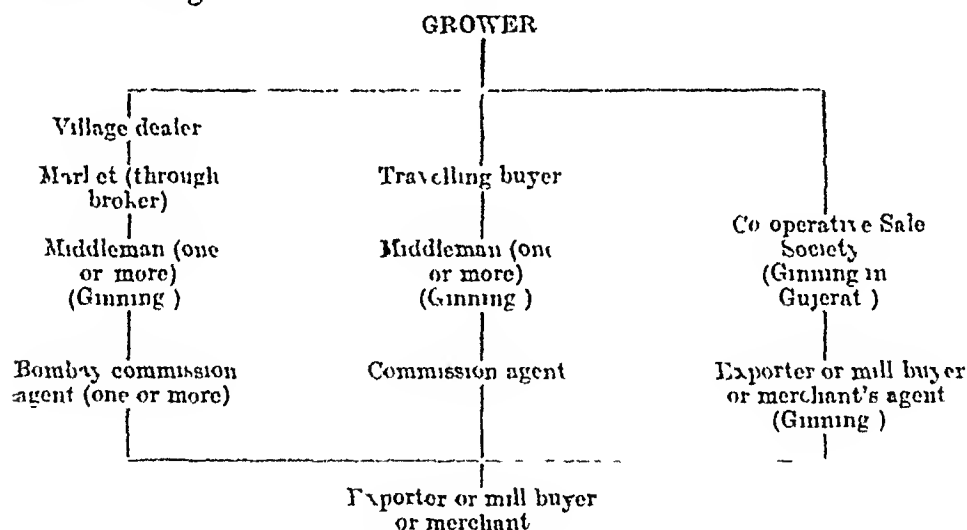 GROWER
Village dealer
Market (through
broker)
Middleman (one
or more)
(Ginning)
Bombay commission
agent (one or more)
Travelling buyer
Middleman (one
or more)
(Ginning)
Commission agent
Co operative Sale
Society
(Ginning in
Gujerat)
Exporter or mill buyer
or merchant's agent
(Ginning)
Exporter or mill buyer
or merchant